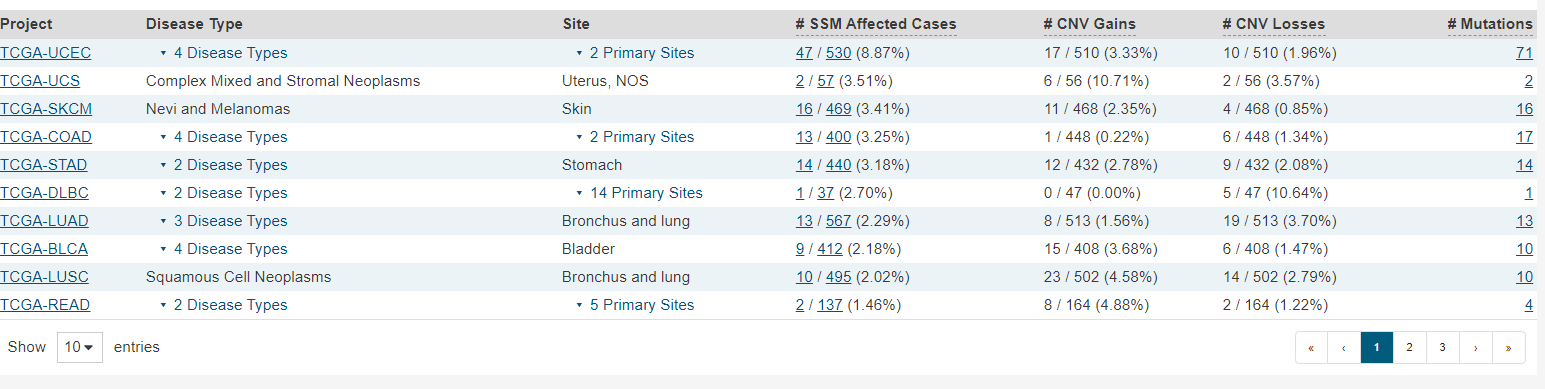 Project Disease Type Site # SSM Affected Cases # CNV Gains # CNV Losses # Mutations
TCGA-UCEC ▾ 4 Disease Types ▾ 2 Primary Sites 47 / 530 (8.87%) 17 / 510 (3.33%) 10 / 510 (1.96%) 71
TCGA-UCS Complex Mixed and Stromal Neoplasms Uterus, NOS 2 / 57 (3.51%) 6 / 56 (10.71%) 2 / 56 (3.57%) 2
TCGA-SKCM Nevi and Melanomas Skin 16 / 469 (3.41%) 11 / 468 (2.35%) 4 / 468 (0.85%) 16
TCGA-COAD ▾ 4 Disease Types ▾ 2 Primary Sites 13 / 400 (3.25%) 1 / 448 (0.22%) 6 / 448 (1.34%) 17
TCGA-STAD ▾ 2 Disease Types Stomach 14 / 440 (3.18%) 12 / 432 (2.78%) 9 / 432 (2.08%) 14
TCGA-DLBC ▾ 2 Disease Types ▾ 14 Primary Sites 1 / 37 (2.70%) 0 / 47 (0.00%) 5 / 47 (10.64%) 1
TCGA-LUAD ▾ 3 Disease Types Bronchus and lung 13 / 567 (2.29%) 8 / 513 (1.56%) 19 / 513 (3.70%) 13
TCGA-BLCA ▾ 4 Disease Types Bladder 9 / 412 (2.18%) 15 / 408 (3.68%) 6 / 408 (1.47%) 10
TCGA-LUSC Squamous Cell Neoplasms Bronchus and lung 10 / 495 (2.02%) 23 / 502 (4.58%) 14 / 502 (2.79%) 10
TCGA-READ ▾ 2 Disease Types ▾ 5 Primary Sites 2 / 137 (1.46%) 8 / 164 (4.88%) 2 / 164 (1.22%) 4
Show 10 ▾ entries « ‹ 1 2 3 › »